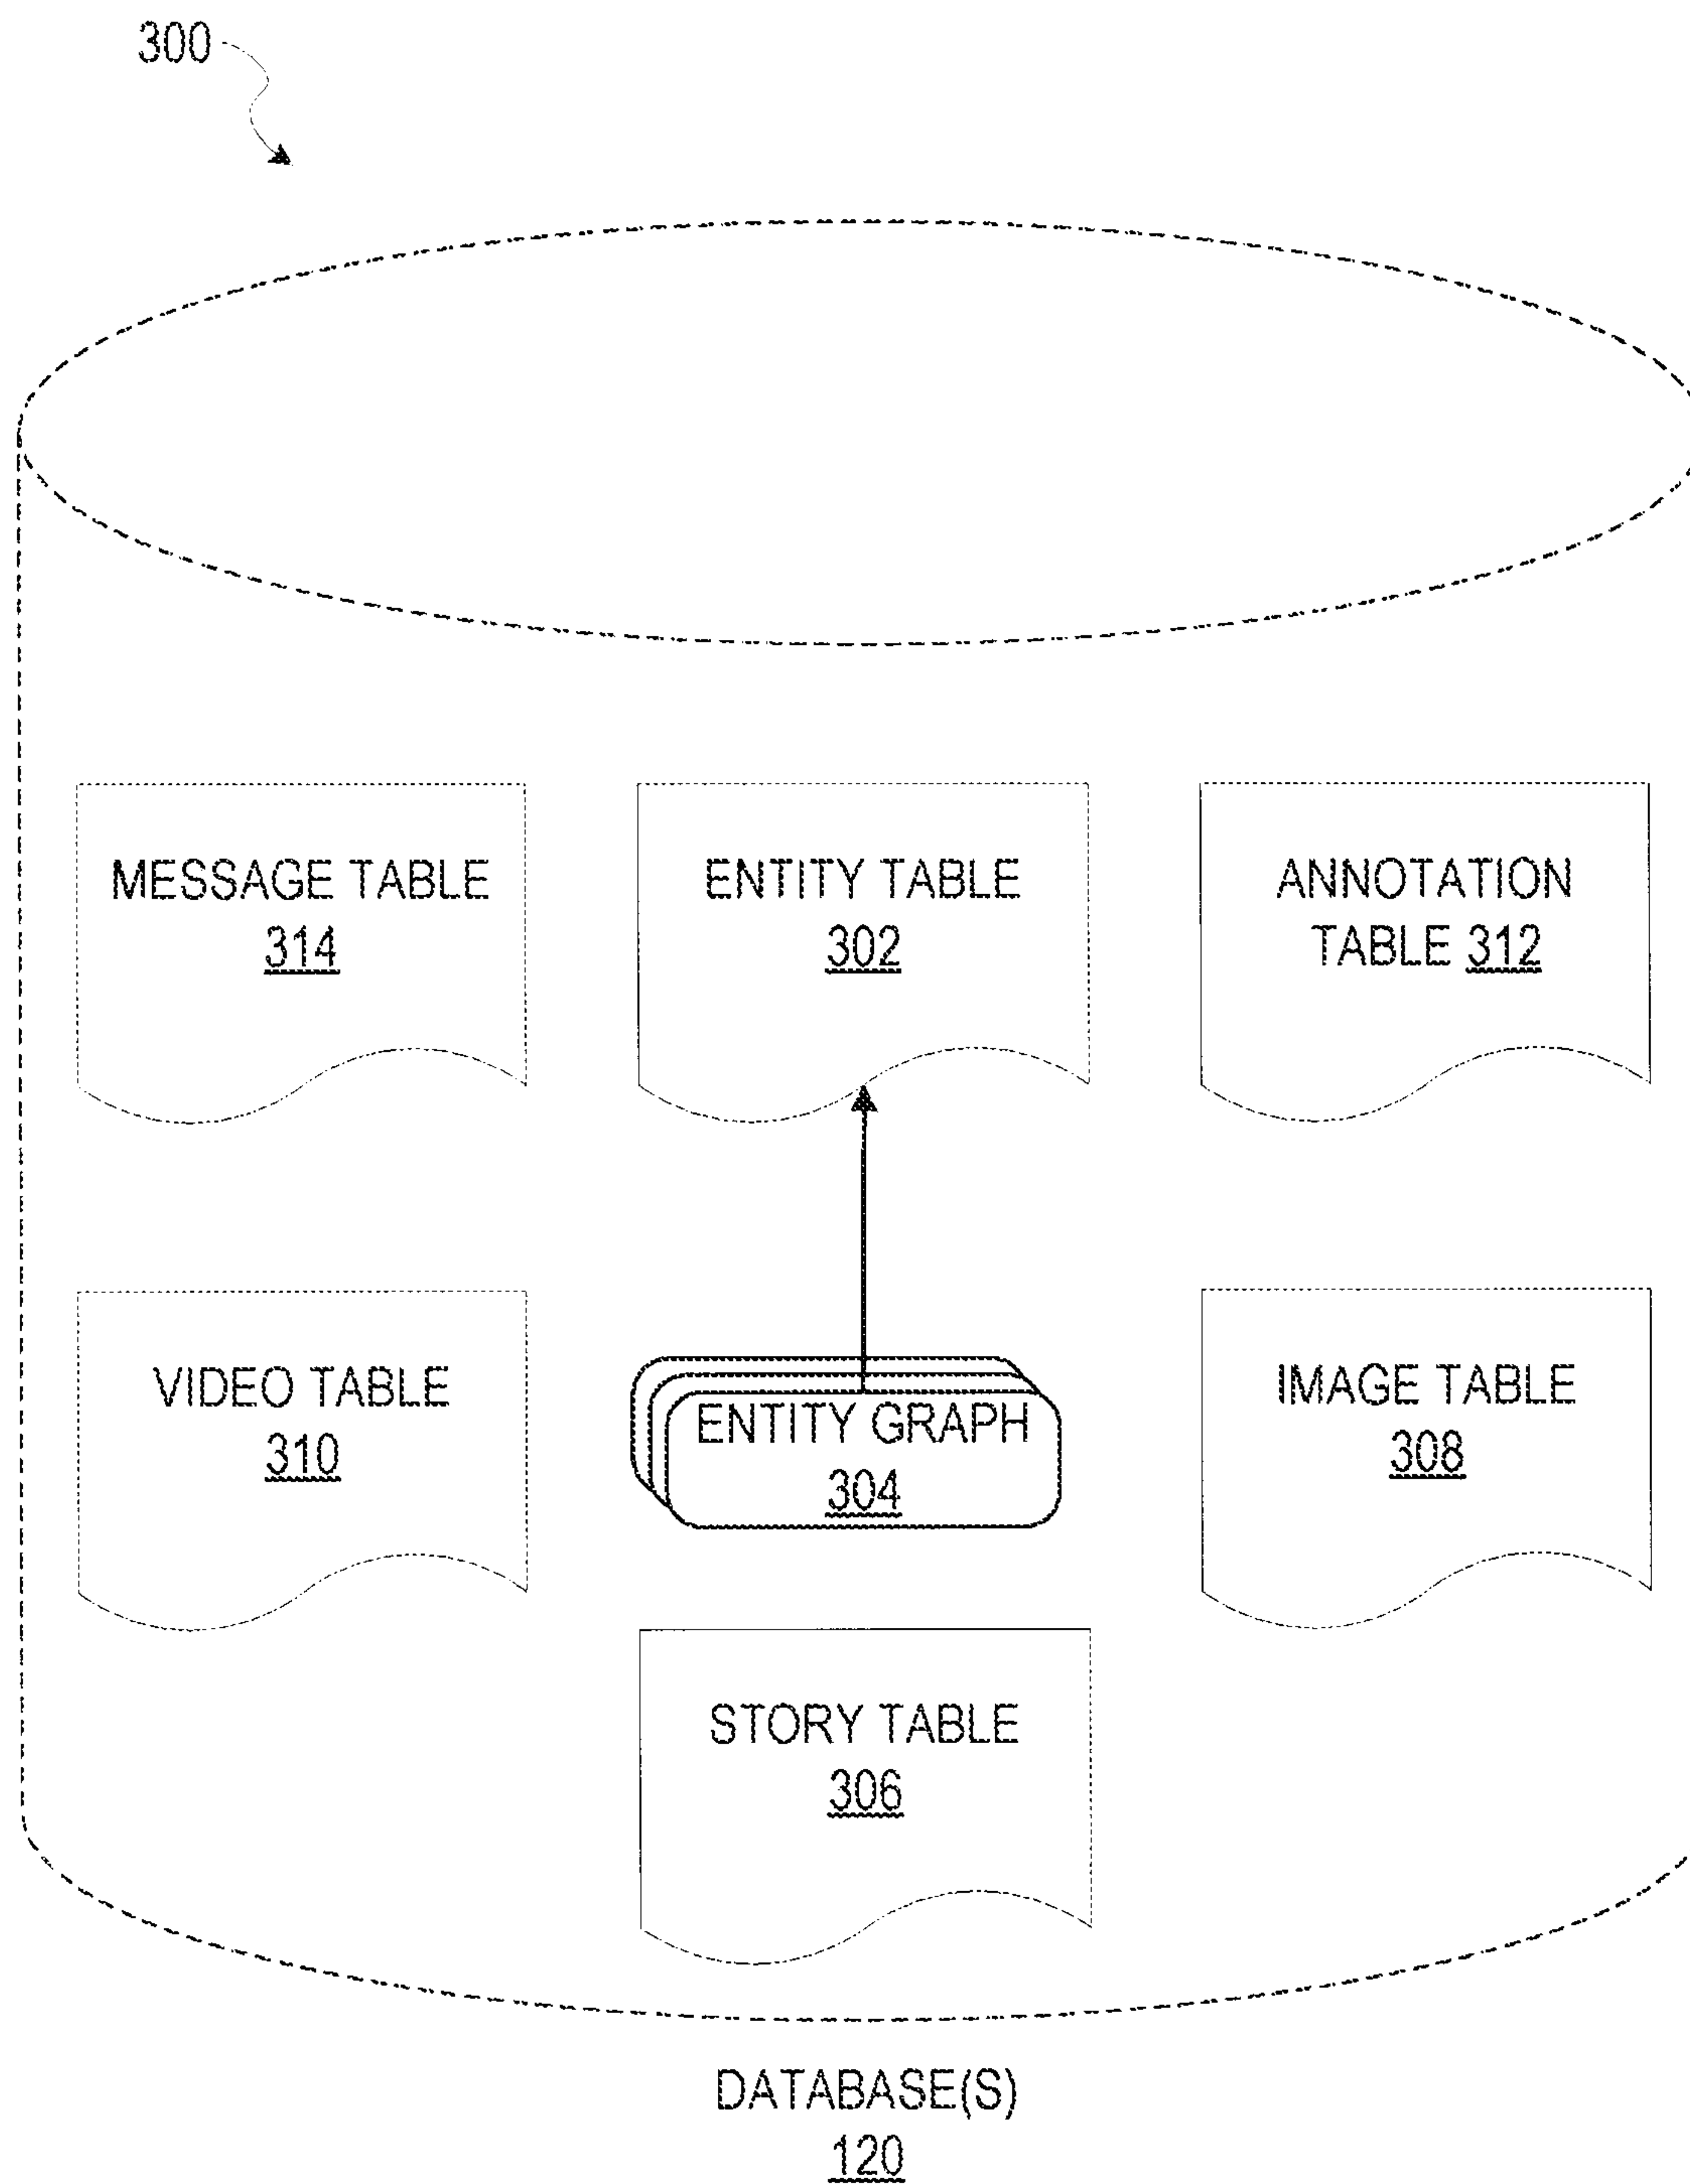 300
MESSAGE TABLE
314
ENTITY TABLE
302
ANNOTATION
TABLE 312
VIDEO TABLE
310
ENTITY GRAPH
304
IMAGE TABLE
308
STORY TABLE
306
DATABASE(S)
120